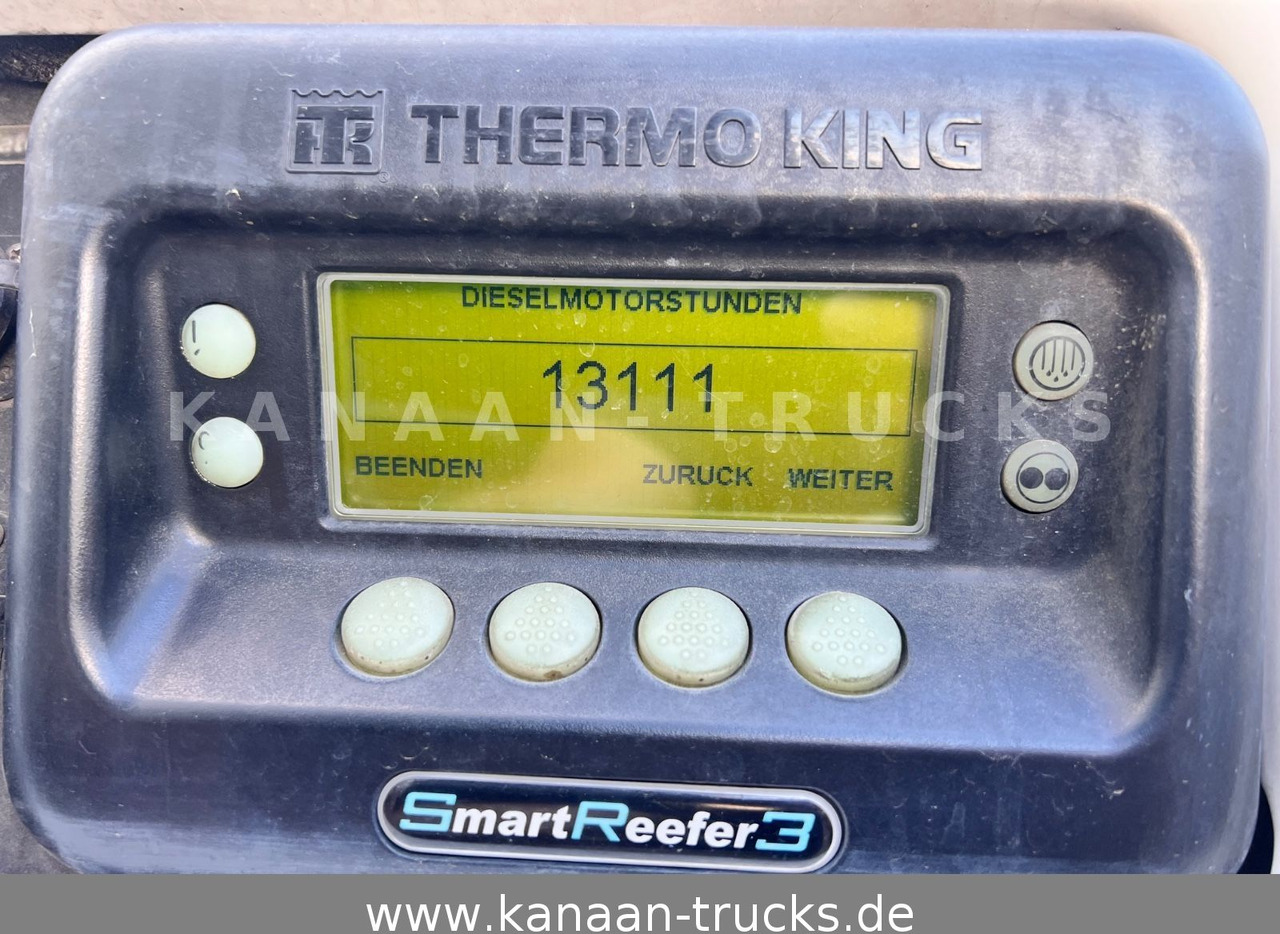 THERMO KING
DIESELMOTORSTUNDEN
13111
KANAAN-TRUCKS
BEENDEN ZURUCK WEITER
SmartReefer3
www.kanaan-trucks.de